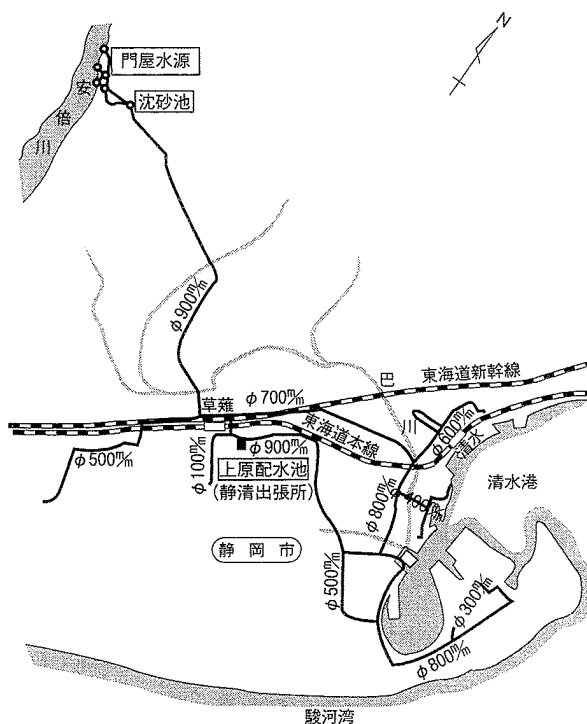 N
門屋水源
沈砂池
安倍川
φ900m/m
草薙
φ700m/m
巴川
東海道新幹線
東海道本線
φ600m/m
清水
清水港
φ500m/m
φ100m/m
φ900m/m
上原配水池
(静清出張所)
φ800m/m
φ400m/m
静岡市
φ500m/m
φ300m/m
φ800m/m
駿河湾